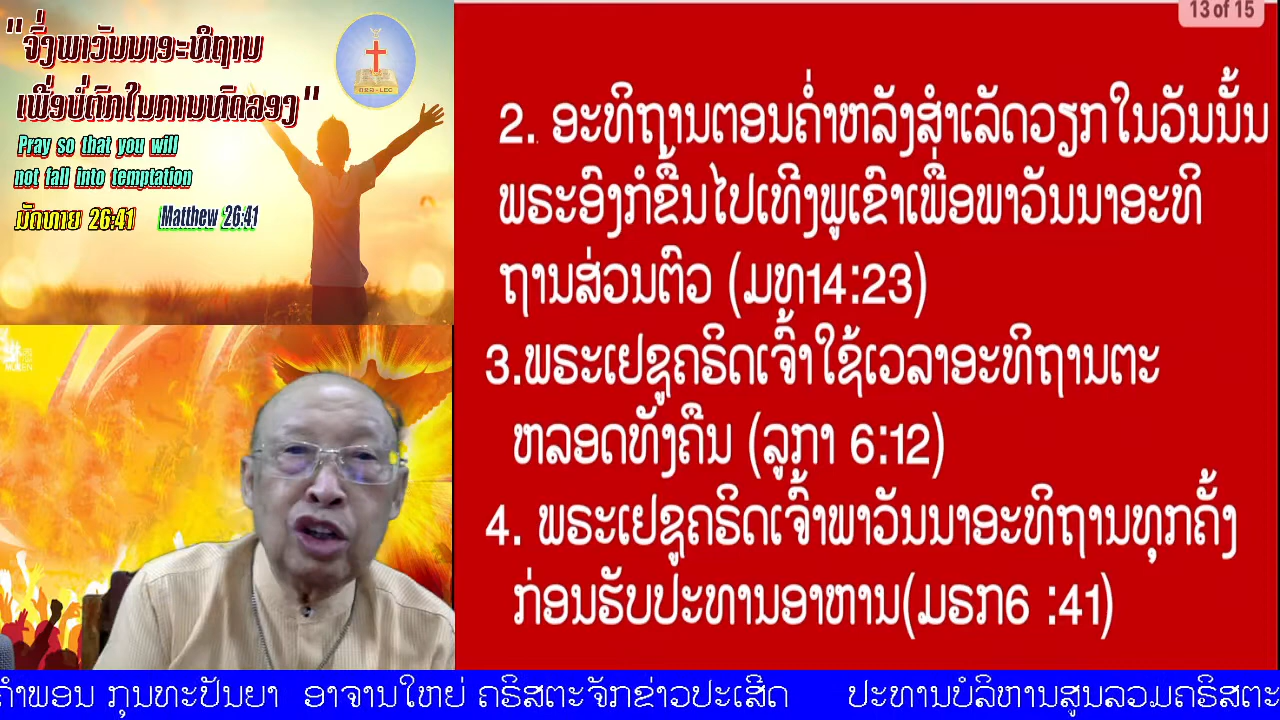 "ຈົ່ງພາວັນນາອະທິຖານ
ເພື່ອບໍ່ຕົກໃນການທົດລອງ"
Pray so that you will
not fall into temptation
ມັດທາຍ 26:41 Matthew 26:41
13 of 15
2. ອະທິຖານຕອນຄ່ຳຫລັງສຳເລັດວຽກໃນວັນນັ້ນ
ພຣະອົງກໍຂຶ້ນໄປເທີງພູເຂົາເພື່ອພາວັນນາອະທິ
ຖານສ່ວນຕົວ (ມທ14:23)
3.ພຣະເຢຊູຄຣິດເຈົ້າໃຊ້ເວລາອະທິຖານຕະ
ຫລອດທັງຄືນ (ລູກາ 6:12)
4. ພຣະເຢຊູຄຣິດເຈົ້າພາວັນນາອະທິຖານທຸກຄັ້ງ
ກ່ອນຮັບປະທານອາຫານ(ມຣກ6 :41)
ຄຳພອນ ກຸນທະປັນຍາ ອາຈານໃຫຍ່ ຄຣິສຕະຈັກຂ່າວປະເສີດ ປະທານບໍລິຫານສູນລວມຄຣິສຕະ